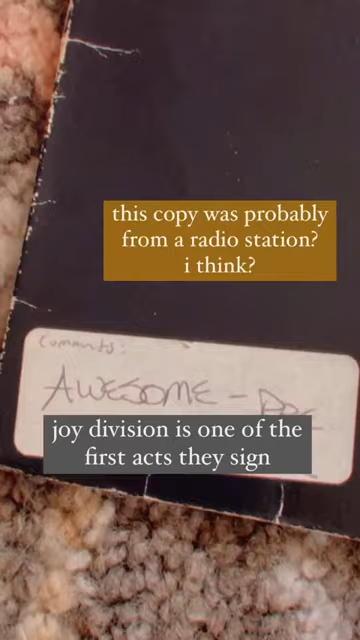 this copy was probably
from a radio station?
i think?
Comments:
AWESOME -
joy division is one of the
first acts they sign